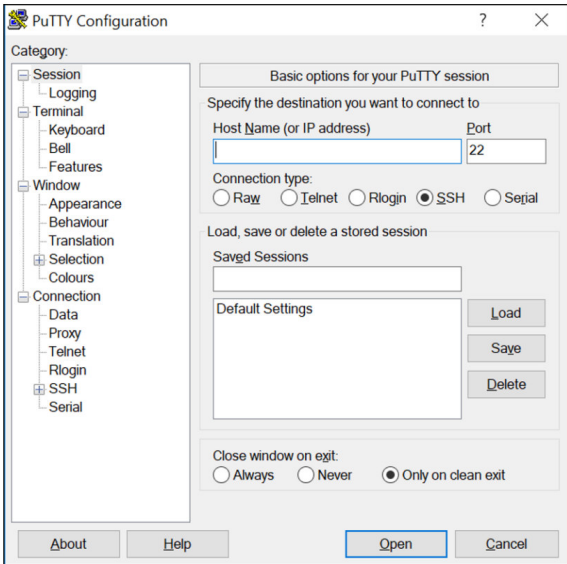 PuTTY Configuration
?
Category:
Session
Logging
Terminal
Keyboard
Bell
Features
Window
Appearance
Behaviour
Translation
Selection
Colours
Connection
Data
Proxy
Telnet
Rlogin
SSH
Serial
Basic options for your PuTTY session
Specify the destination you want to connect to
Host Name (or IP address) Port
22
Connection type:
Raw Telnet Rlogin SSH Serial
Load, save or delete a stored session
Saved Sessions
Default Settings
Load
Save
Delete
Close window on exit:
Always Never Only on clean exit
About Help Open Cancel